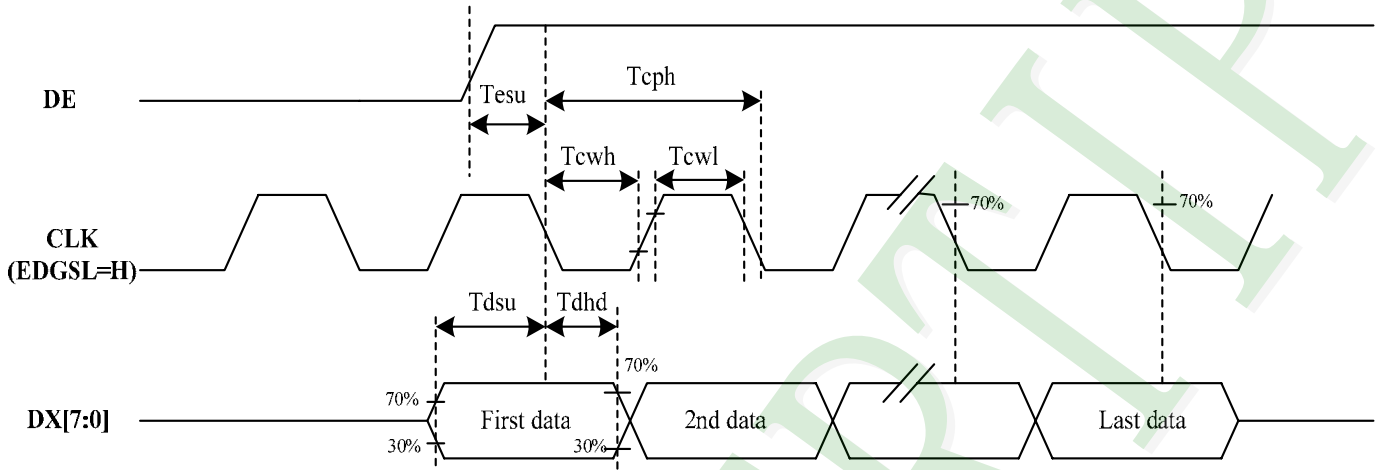 DE
Tesu
Tcph
Tcwh
Tcwl
CLK
(EDGSL=H)
70%
70%
Tdsu
Tdhd
DX[7:0]
70%
30%
First data
70%
30%
2nd data
Last data